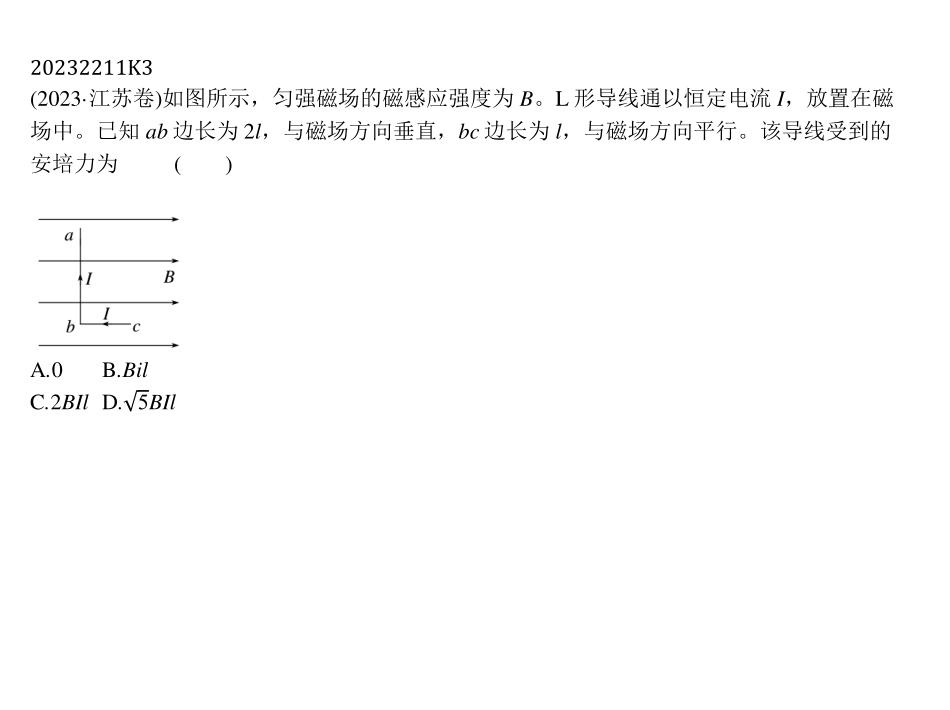 20232211K3
(2023·江苏卷)如图所示，匀强磁场的磁感应强度为 B。L 形导线通以恒定电流 I，放置在磁
场中。已知 ab 边长为 2l，与磁场方向垂直，bc 边长为 l，与磁场方向平行。该导线受到的
安培力为 ( )
a
I B
I
b c
A.0 B.Bil
C.2BIl D.√5BIl